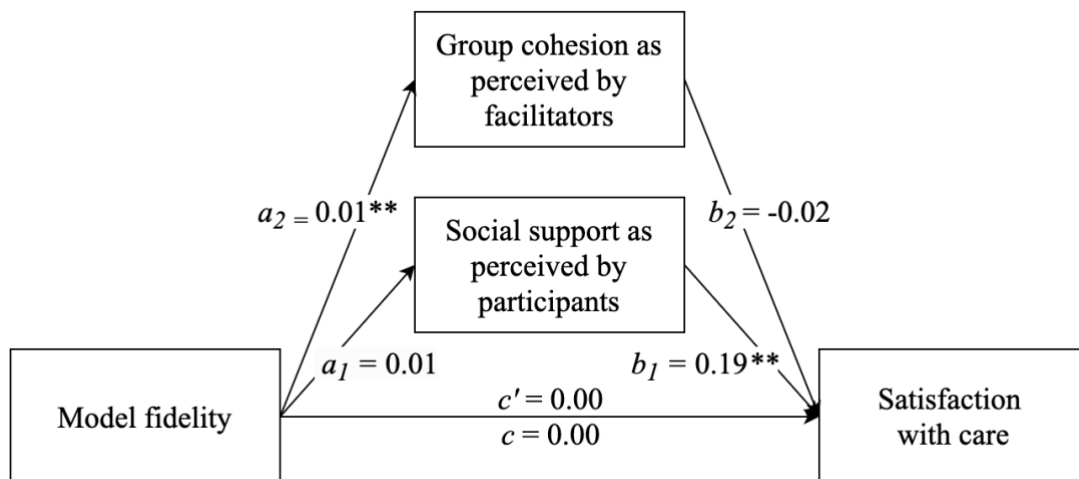 Group cohesion as
perceived by
facilitators
a2 = 0.01**
b2 = -0.02
Social support as
perceived by
participants
a1 = 0.01
b1 = 0.19**
Model fidelity
c' = 0.00
c = 0.00
Satisfaction
with care